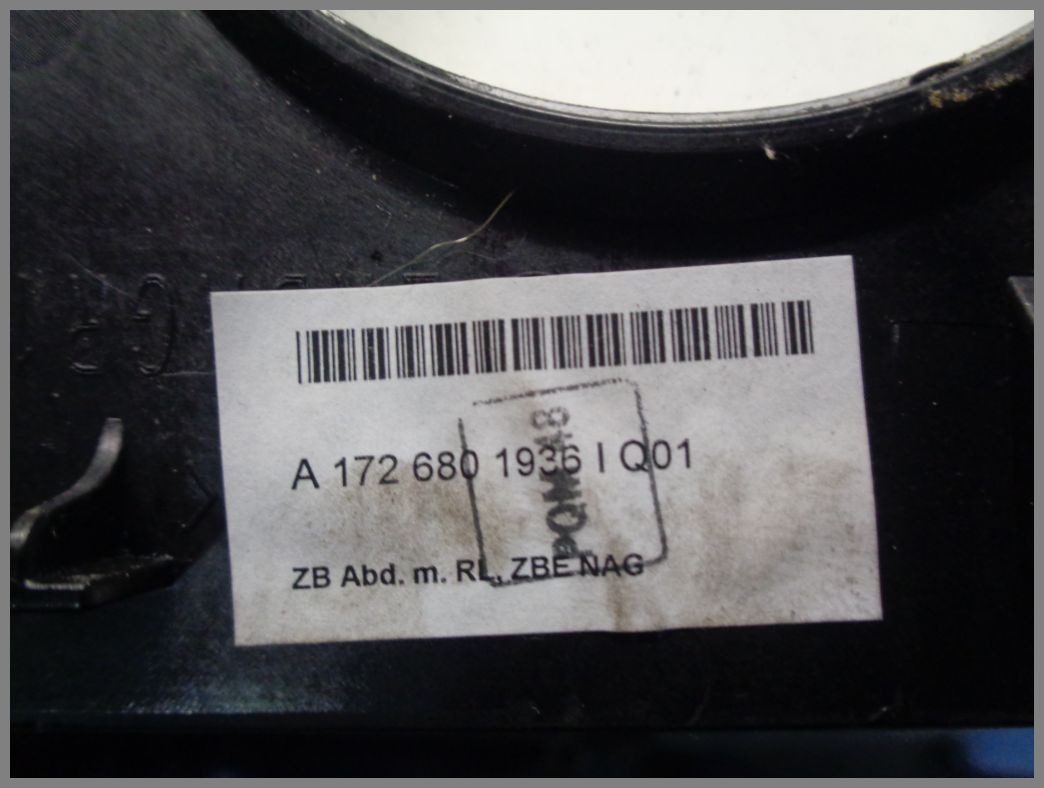 A 172 680 1936 I Q01
ZB Abd. m. RL, ZBE NAG